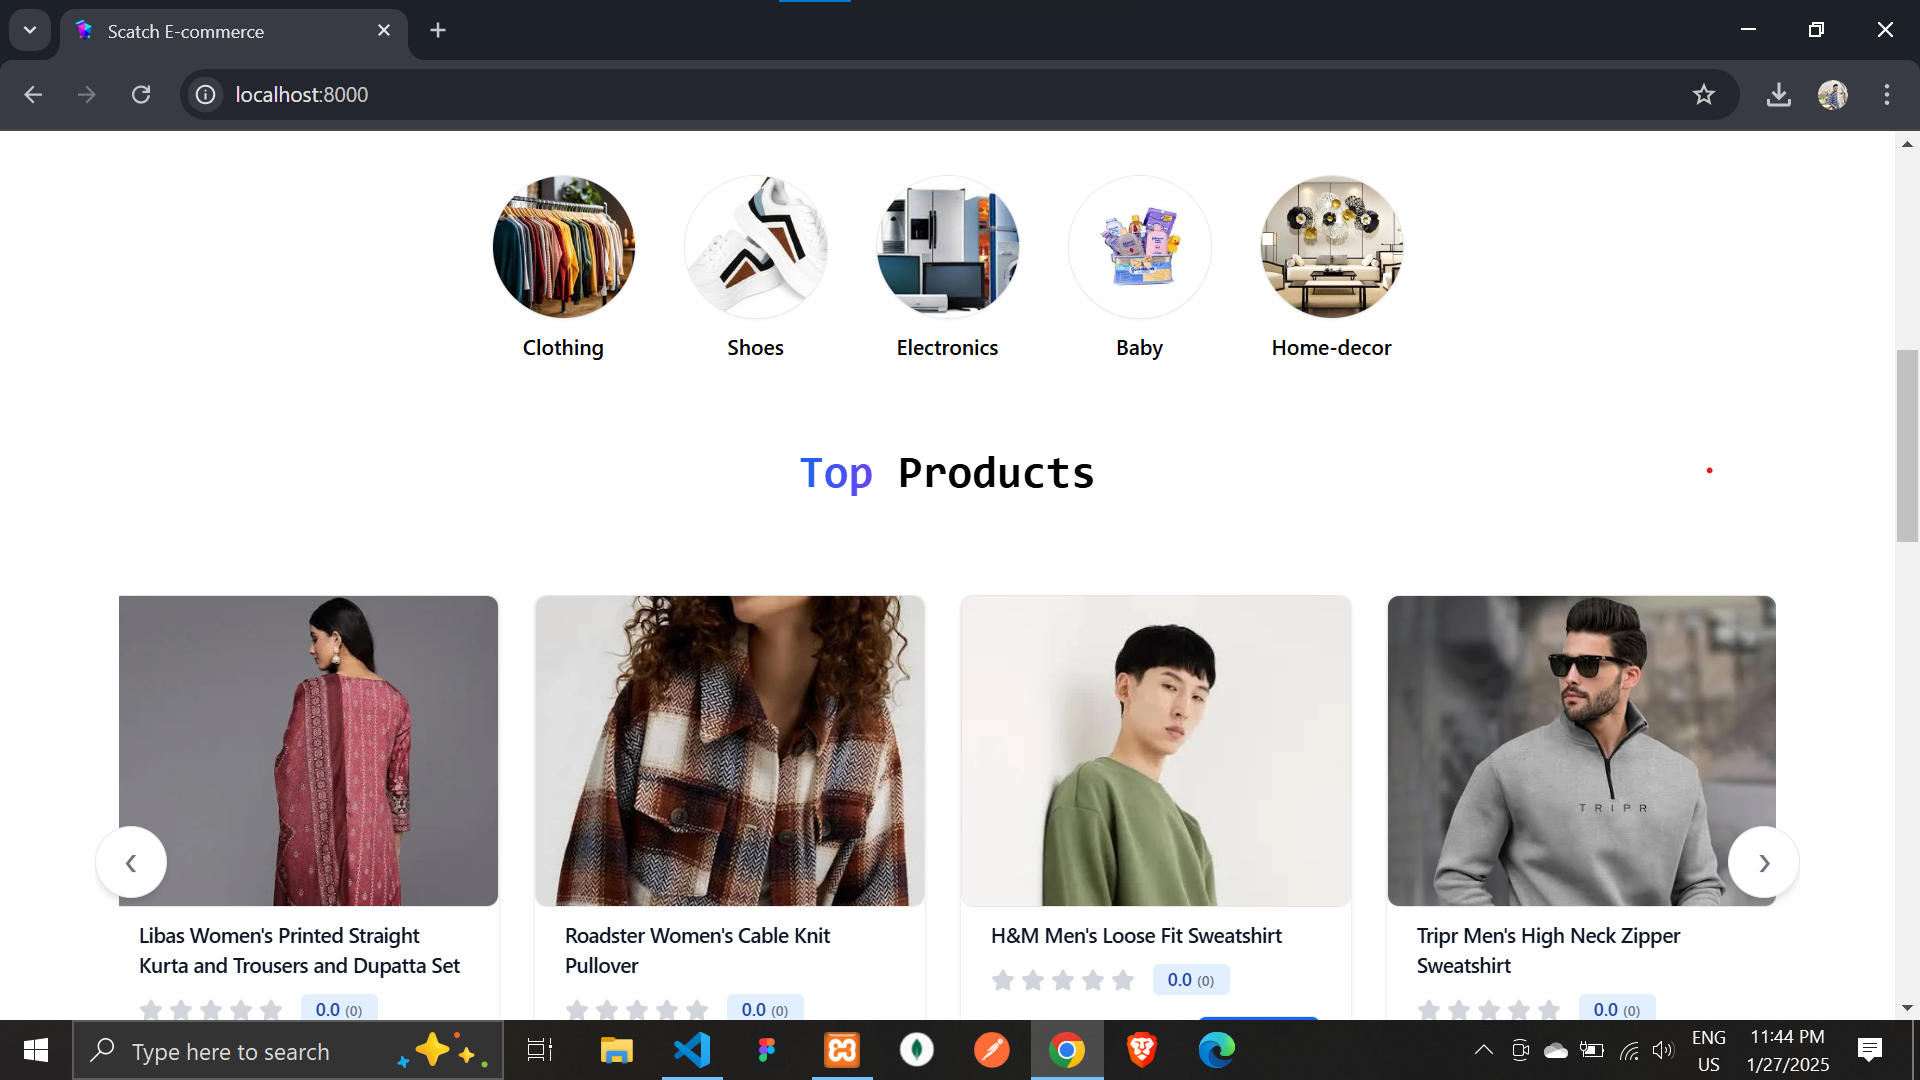 Scatch E-commerce
localhost:8000
Clothing
Shoes
Electronics
Baby
Home-decor
Top Products
TRIPR
Libas Women's Printed Straight
Kurta and Trousers and Dupatta Set
0.0 (0)
Roadster Women's Cable Knit
Pullover
0.0 (0)
H&M Men's Loose Fit Sweatshirt
0.0 (0)
Tripr Men's High Neck Zipper
Sweatshirt
0.0 (0)
Type here to search
ENG
US
11:44 PM
1/27/2025